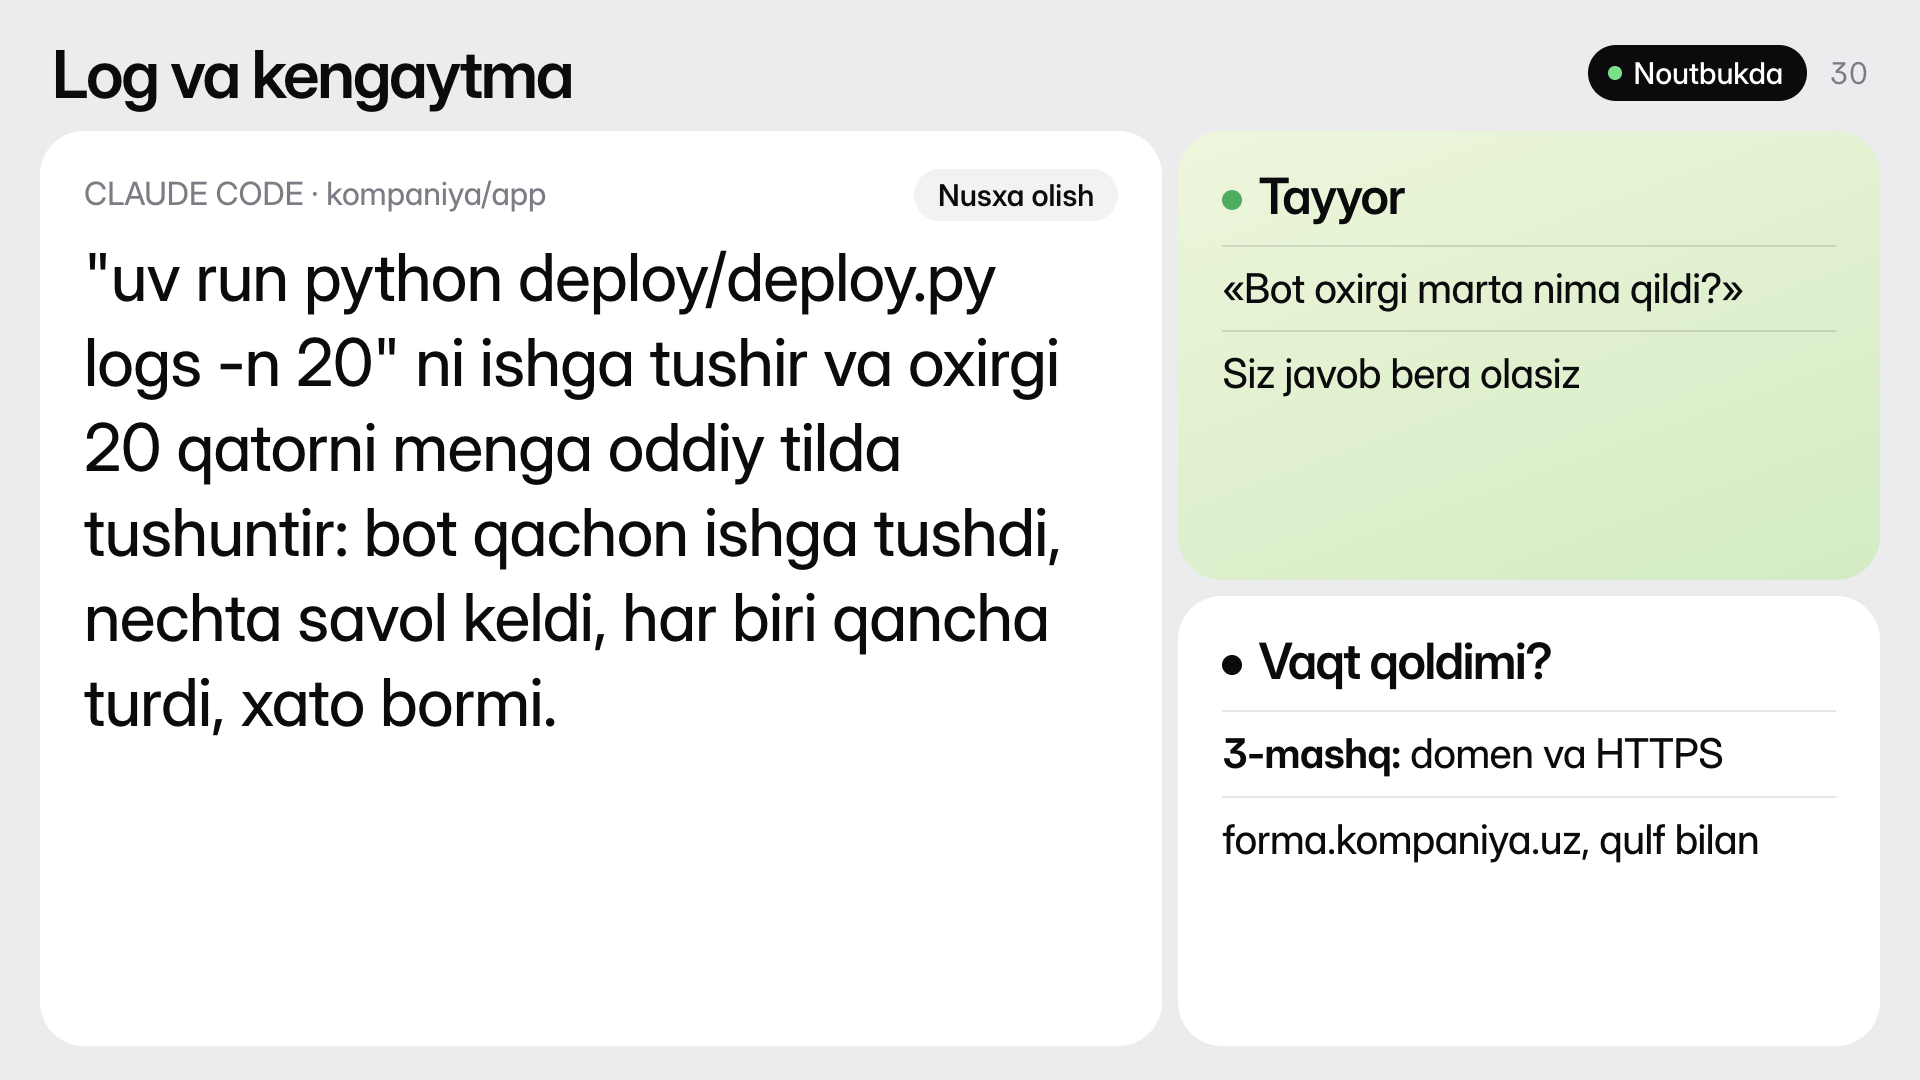 Log va kengaytma
Noutbukda
30
CLAUDE CODE · kompaniya/app
Nusxa olish
"uv run python deploy/deploy.py
logs -n 20" ni ishga tushir va oxirgi
20 qatorni menga oddiy tilda
tushuntir: bot qachon ishga tushdi,
nechta savol keldi, har biri qancha
turdi, xato bormi.
Tayyor
«Bot oxirgi marta nima qildi?»
Siz javob bera olasiz
Vaqt qoldimi?
3-mashq: domen va HTTPS
forma.kompaniya.uz, qulf bilan